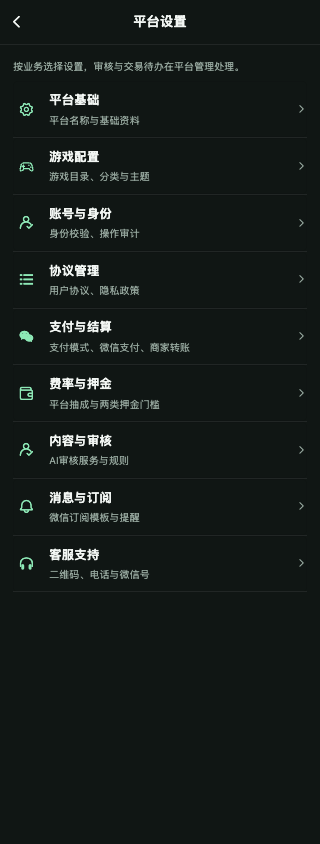 平台设置
按业务选择设置，审核与交易待办在平台管理处理。
平台基础
平台名称与基础资料
游戏配置
游戏目录、分类与主题
账号与身份
身份校验、操作审计
协议管理
用户协议、隐私政策
支付与结算
支付模式、微信支付、商家转账
费率与押金
平台抽成与两类押金门槛
内容与审核
AI审核服务与规则
消息与订阅
微信订阅模板与提醒
客服支持
二维码、电话与微信号